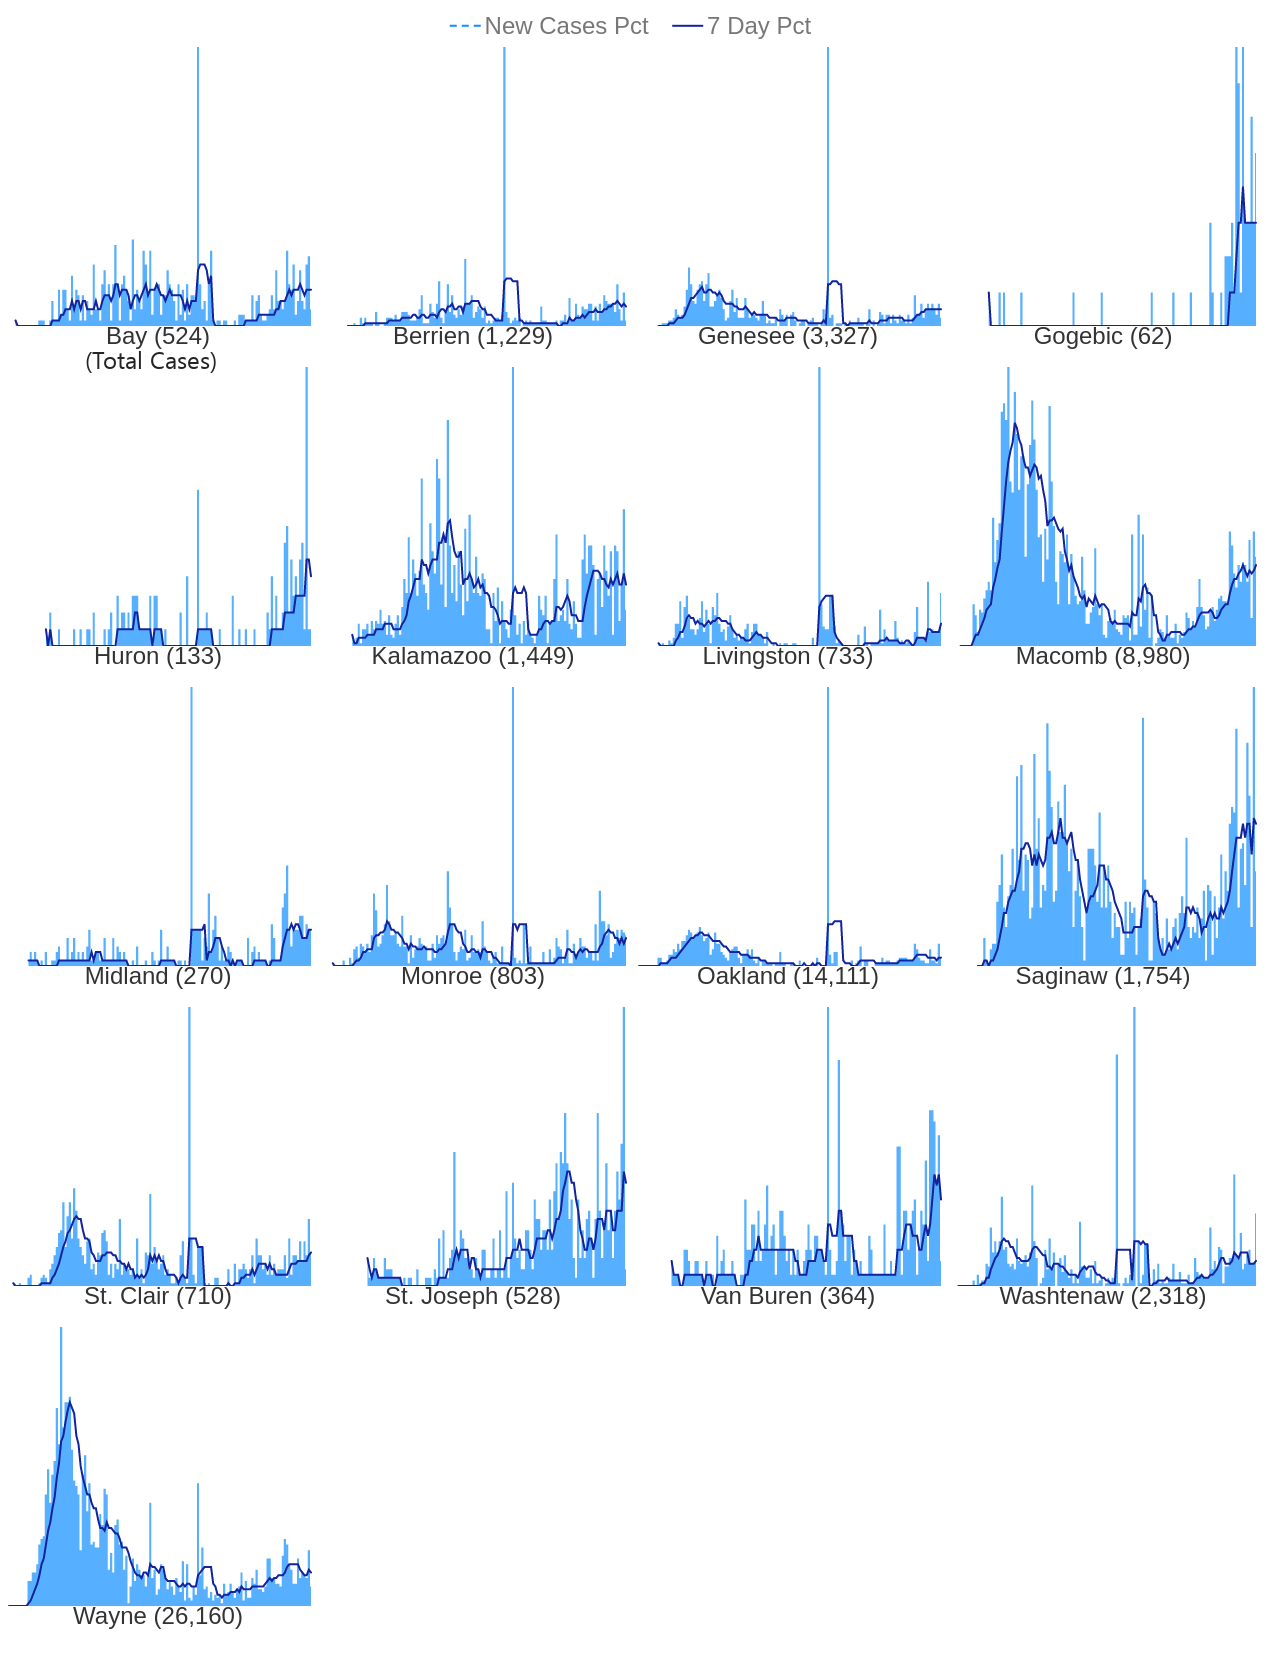 New Cases Pct 7 Day Pct
Bay (524) Berrien (1,229) Genesee (3,327) Gogebic (62)
(Total Cases)
Huron (133) Kalamazoo (1,449) Livingston (733) Macomb (8,980)
Midland (270) Monroe (803) Oakland (14,111) Saginaw (1,754)
St. Clair (710) St. Joseph (528) Van Buren (364) Washtenaw (2,318)
Wayne (26,160)